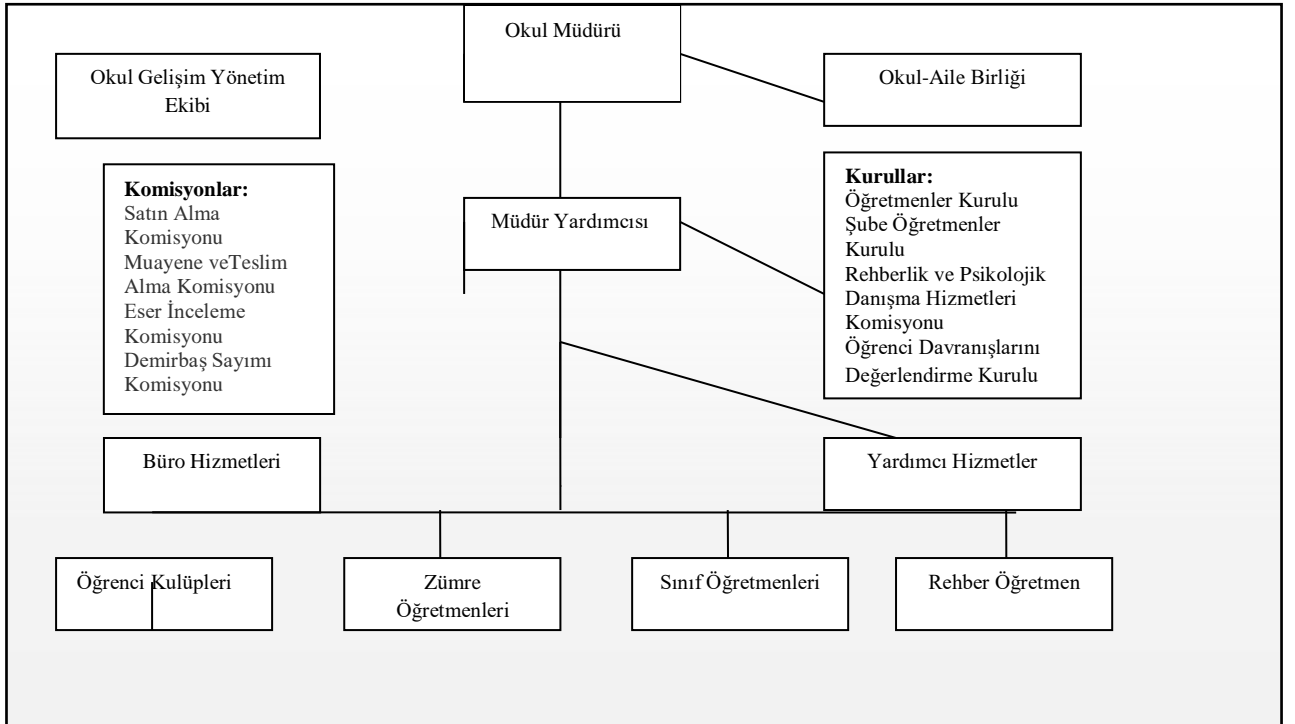 Okul Müdürü
Okul Gelişim Yönetim
Ekibi
Okul-Aile Birliği
Komisyonlar:
Satın Alma
Komisyonu
Muayene veTeslim
Alma Komisyonu
Eser İnceleme
Komisyonu
Demirbaş Sayımı
Komisyonu
Müdür Yardımcısı
Kurullar:
Öğretmenler Kurulu
Şube Öğretmenler
Kurulu
Rehberlik ve Psikolojik
Danışma Hizmetleri
Komisyonu
Öğrenci Davranışlarını
Değerlendirme Kurulu
Büro Hizmetleri
Yardımcı Hizmetler
Öğrenci Kulüpleri
Zümre
Öğretmenleri
Sınıf Öğretmenleri
Rehber Öğretmen